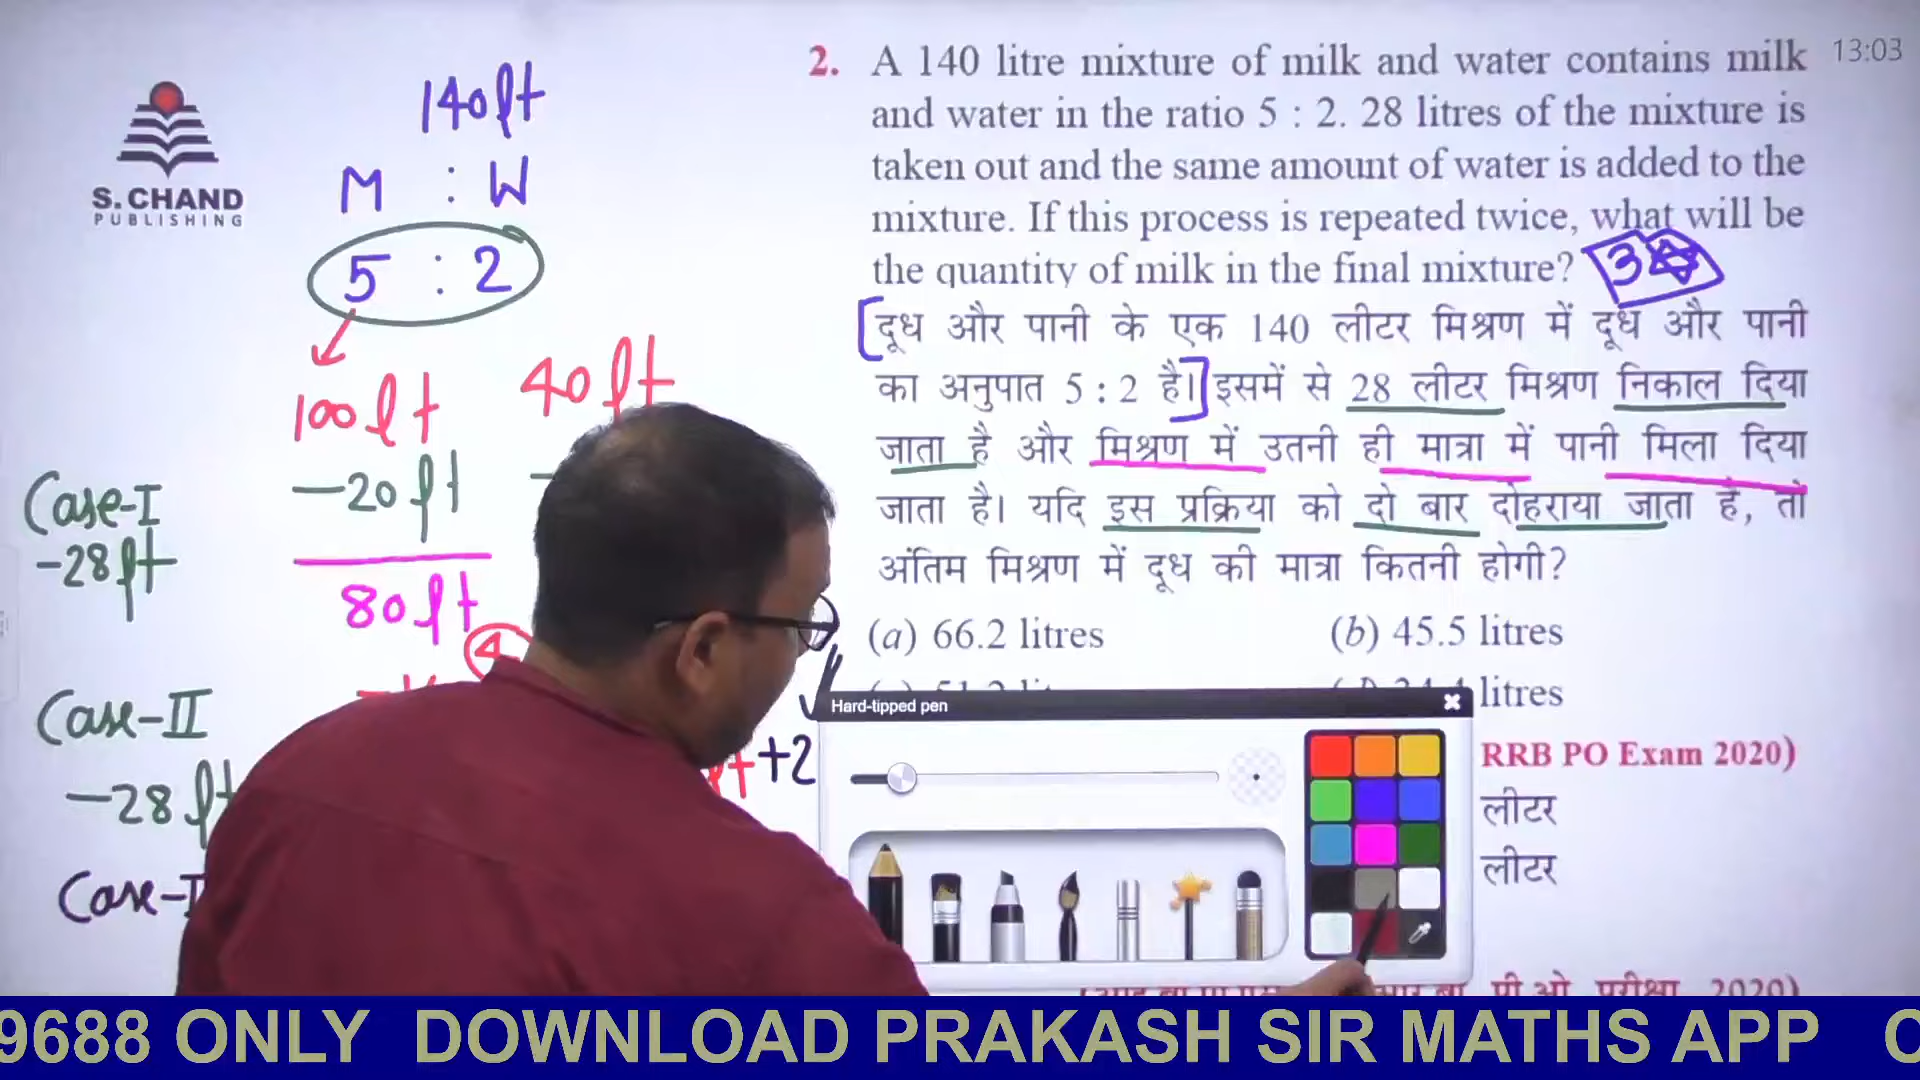 S. CHAND
PUBLISHING
140lt
M : W
5 : 2
100lt 40lt
Case-I -20lt
-28lt
80lt
4
Case-II
-28lt
+2
Case-I
2. A 140 litre mixture of milk and water contains milk
13:03
and water in the ratio 5 : 2. 28 litres of the mixture is
taken out and the same amount of water is added to the
mixture. If this process is repeated twice, what will be
the quantity of milk in the final mixture?
3
दूध और पानी के एक 140 लीटर मिश्रण में दूध और पानी
का अनुपात 5 : 2 है। इसमें से 28 लीटर मिश्रण निकाल दिया
जाता है और मिश्रण में उतनी ही मात्रा में पानी मिला दिया
जाता है। यदि इस प्रक्रिया को दो बार दोहराया जाता है, तो
अंतिम मिश्रण में दूध की मात्रा कितनी होगी?
(a) 66.2 litres (b) 45.5 litres
litres
Hard-tipped pen
RRB PO Exam 2020)
लीटर
लीटर
2020)
9688 ONLY DOWNLOAD PRAKASH SIR MATHS APP